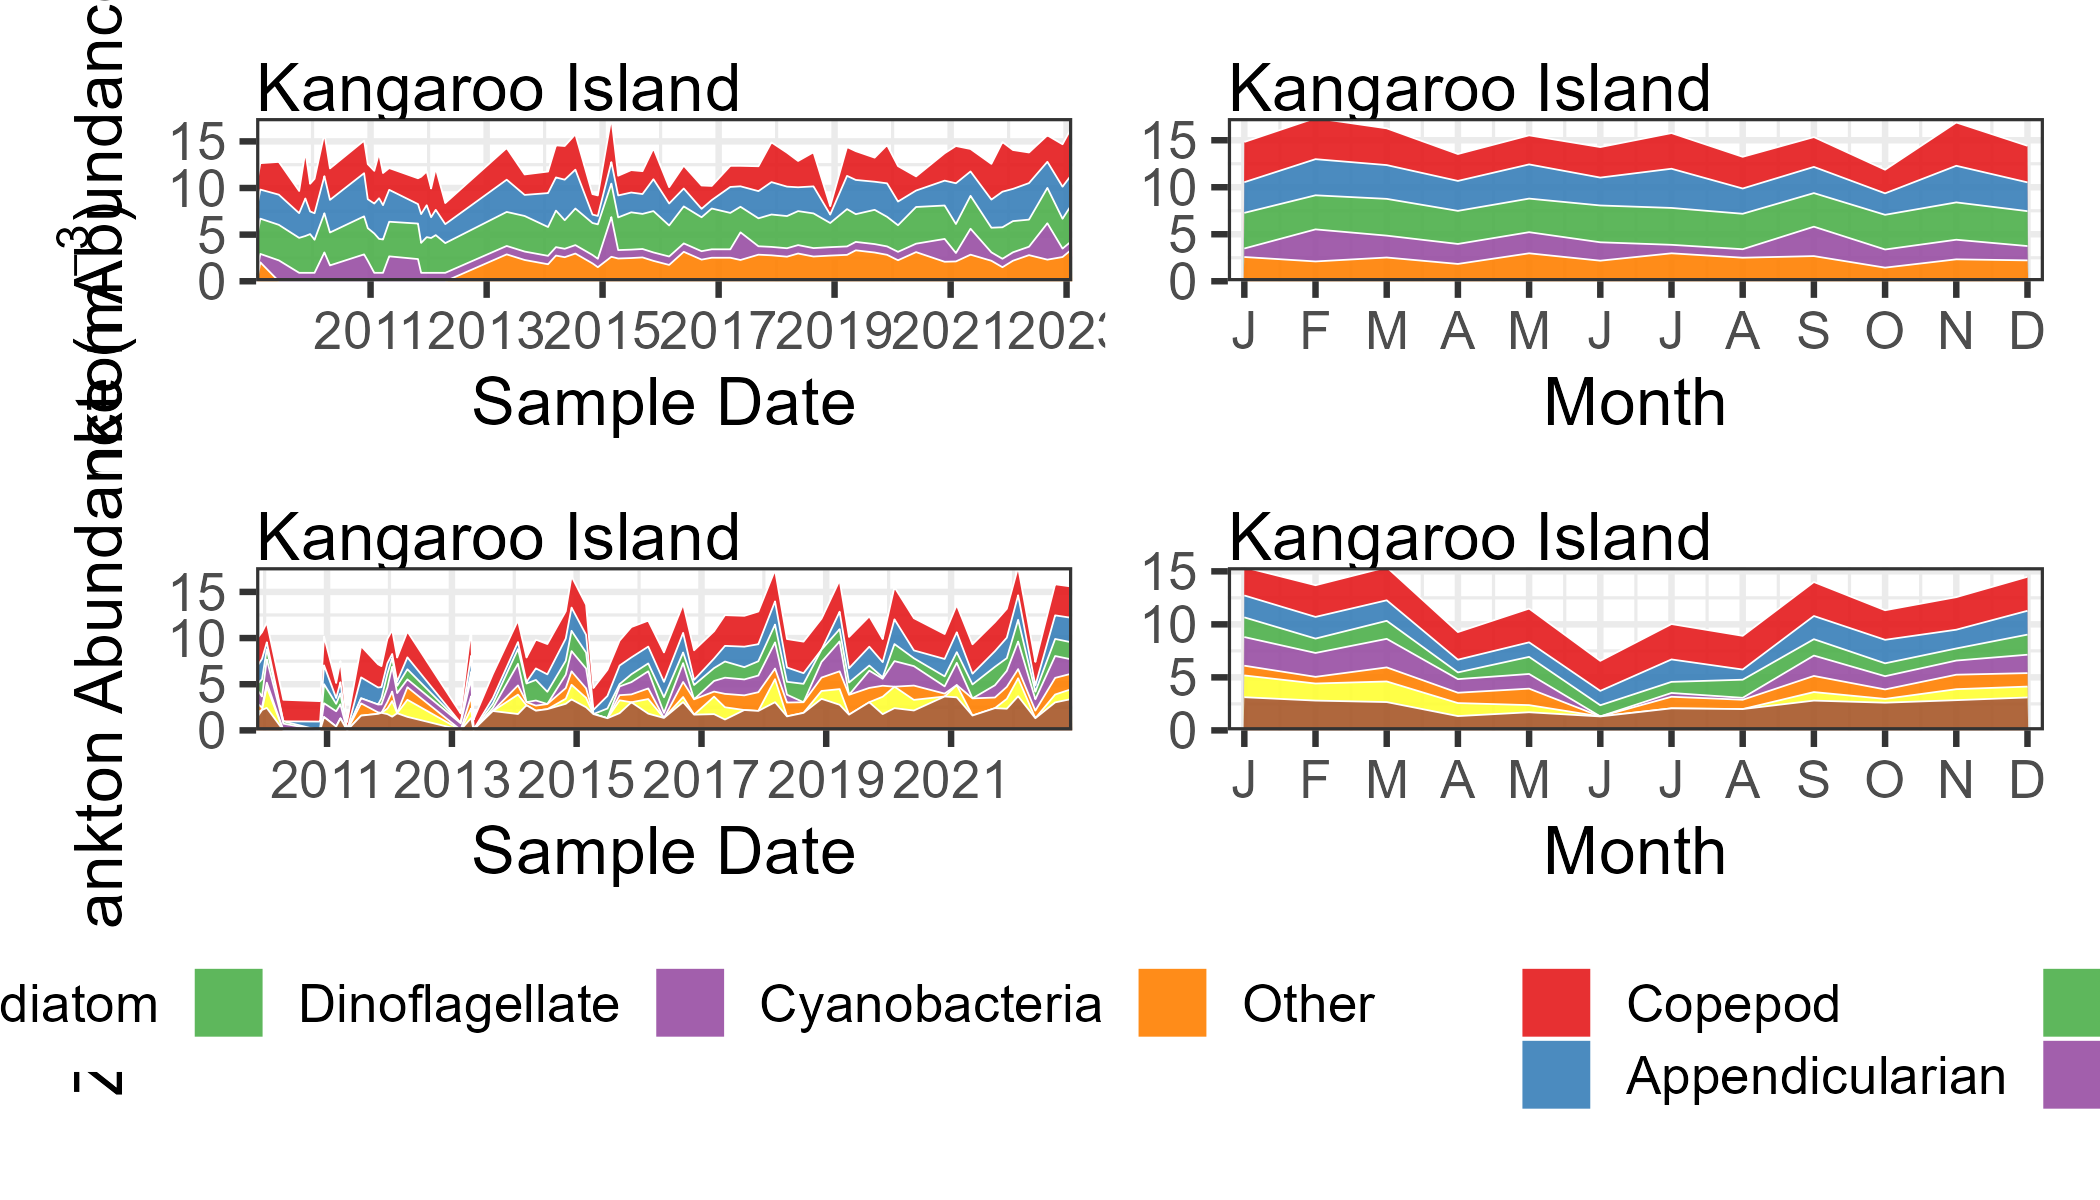 Kangaroo Island
Kangaroo Island
15
10
5
0
2011 2013 2015 2017 2019 2021
Sample Date
15
10
5
0
J F M A M J J A S O N D
Month
Kangaroo Island
Kangaroo Island
15
10
5
0
2011 2013 2015 2017 2019 2021
Sample Date
15
10
5
0
J F M A M J J A S O N D
Month
ankton Abundance
diatom Dinoflagellate Cyanobacteria Other
Copepod
Appendicularian